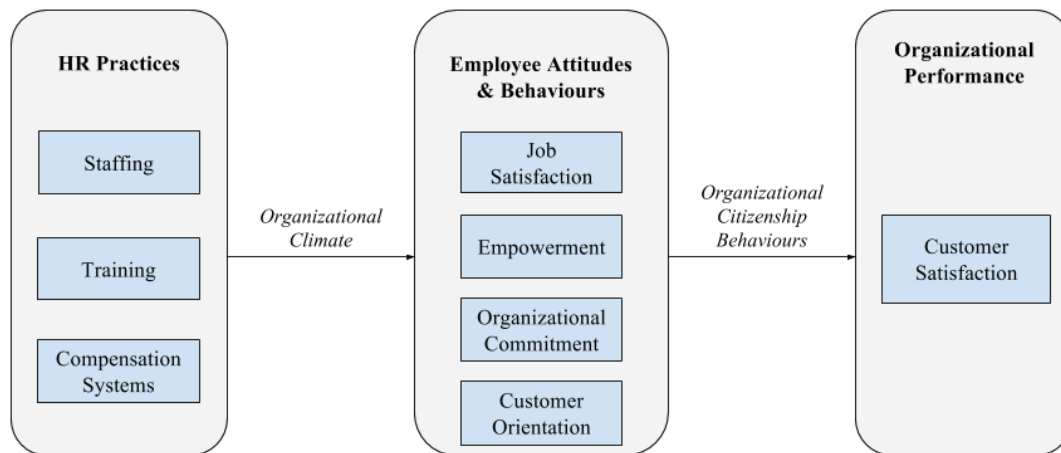 HR Practices
Staffing
Training
Compensation
Systems
Organizational
Climate
Employee Attitudes
& Behaviours
Job
Satisfaction
Empowerment
Organizational
Commitment
Customer
Orientation
Organizational
Citizenship
Behaviours
Organizational
Performance
Customer
Satisfaction